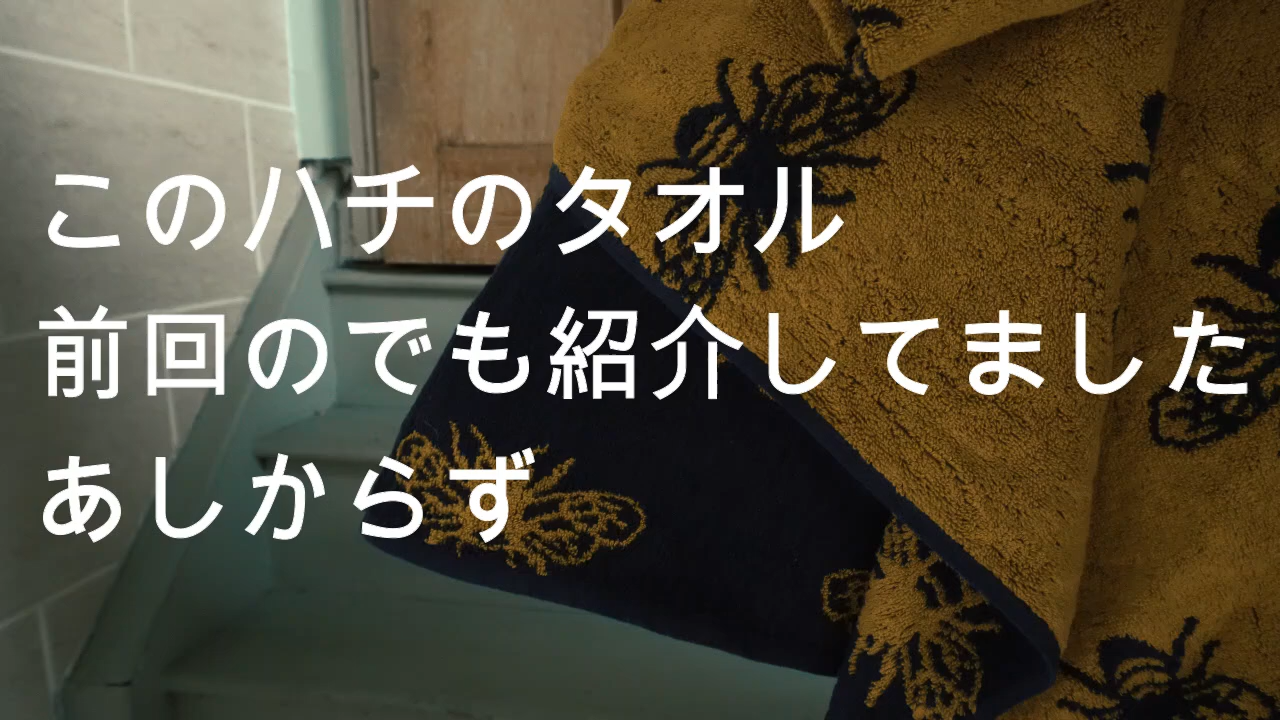 このハチのタオル
前回のでも紹介してました
あしからず